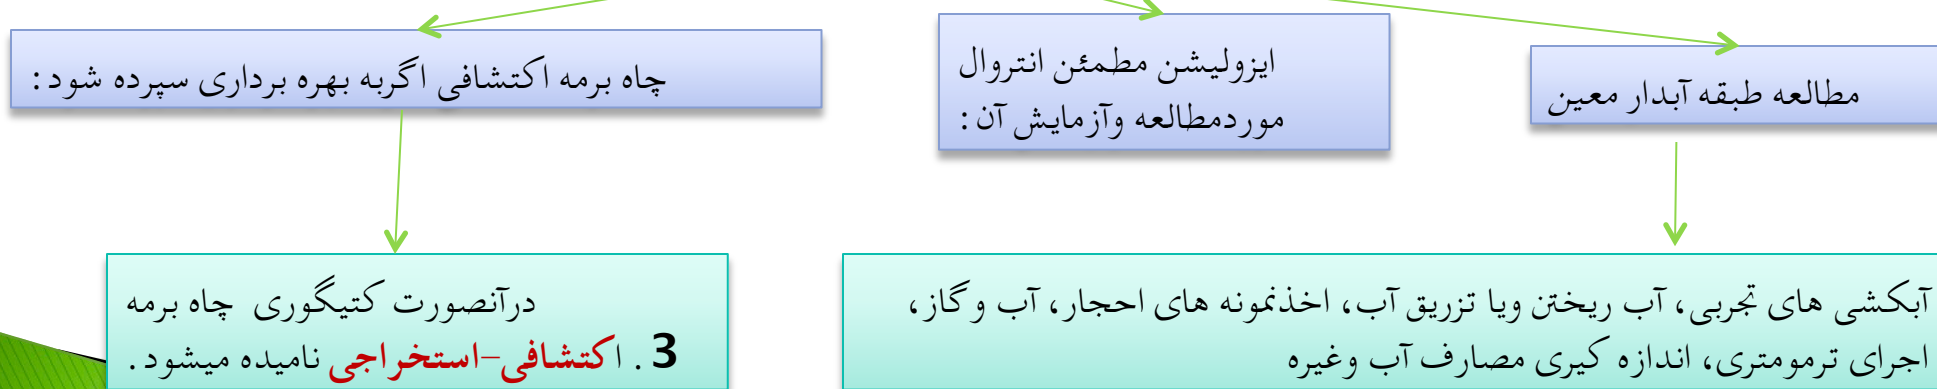 مطالعه طبقه آبدار معین
ایزولیشن مطمئن انتروال
موردمطالعه وآزمایش آن :
چاه برمه اکتشافی اگربه بهره برداری سپرده شود :
آبکشی های تجربی، آب ریختن ویا تزریق آب، اخذنمونه های احجار، آب وگاز،
اجرای ترمومتری، اندازه کیری مصارف آب وغیره
درآنصورت کتیگوری چاه برمه
3 . اکتشافی-استخراجی نامیده میشود .